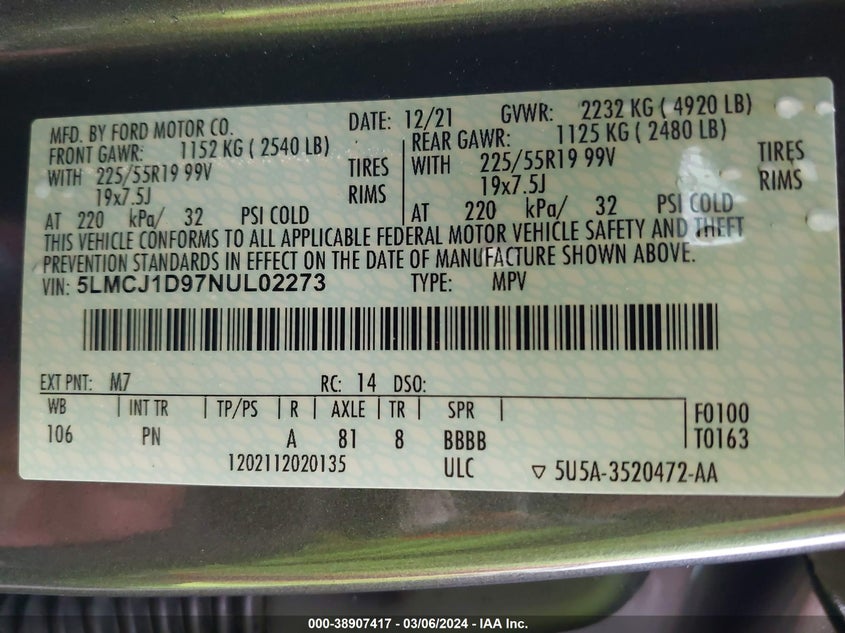 MFD. BY FORD MOTOR CO. DATE: 12/21 GVWR: 2232 KG ( 4920 LB)
FRONT GAWR: 1152 KG ( 2540 LB) REAR GAWR: 1125 KG ( 2480 LB)
WITH 225/55R19 99V TIRES WITH 225/55R19 99V TIRES
19x7.5J RIMS 19x7.5J RIMS
AT 220 kPa/ 32 PSI COLD AT 220 kPa/ 32 PSI COLD
THIS VEHICLE CONFORMS TO ALL APPLICABLE FEDERAL MOTOR VEHICLE SAFETY AND THEFT
PREVENTION STANDARDS IN EFFECT ON THE DATE OF MANUFACTURE SHOWN ABOVE.
VIN: 5LMCJ1D97NUL02273 TYPE: MPV
EXT PNT: M7 RC: 14 DSO:
WB INT TR TP/PS R AXLE TR SPR F0100
106 PN A 81 8 BBBB T0163
1202112020135 ULC ▽ 5U5A-3520472-AA
000-38907417 - 03/06/2024 - IAA Inc.